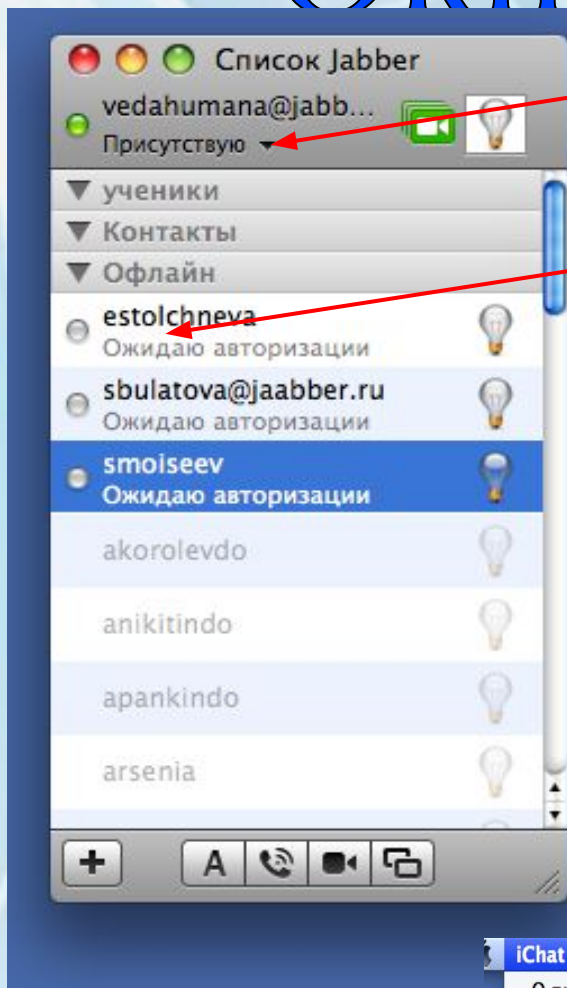 Список Jabber
vedahumana@jabb...
Присутствую
ученики
Контакты
Офлайн
estolchneva
Ожидаю авторизации
sbulatova@jaabber.ru
Ожидаю авторизации
smoiseev
Ожидаю авторизации
akorolevdo
anikitindo
apankindo
arsenia
A
iChat